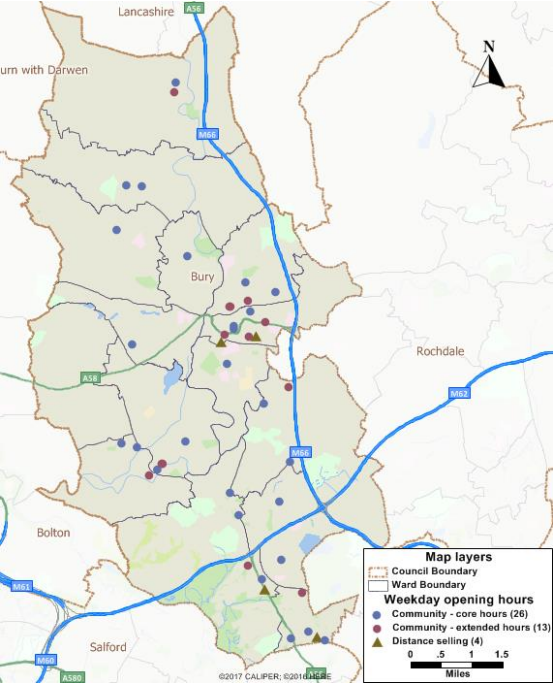 Lancashire
A56
N
urn with Darwen
M66
Bury
Rochdale
A58
M62
M66
Bolton
M61
Salford
M60
A580
Map layers
Council Boundary
Ward Boundary
Weekday opening hours
Community - core hours (26)
Community - extended hours (13)
Distance selling (4)
0 .5 1 1.5
Miles
©2017 CALIPER; ©2016 HERE